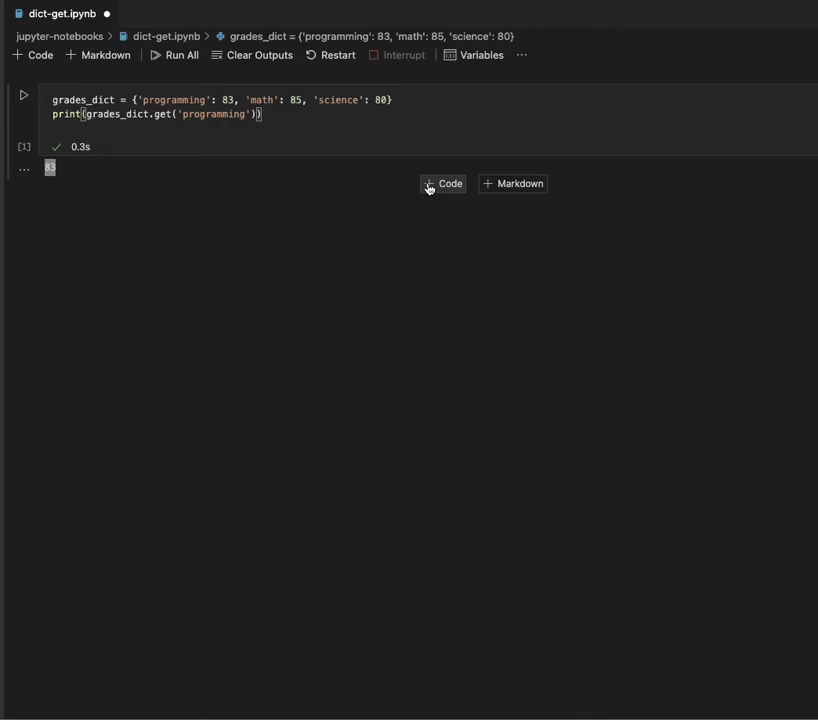 dict-get.ipynb
jupyter-notebooks > dict-get.ipynb > grades_dict = {'programming': 83, 'math': 85, 'science': 80}
+ Code + Markdown Run All Clear Outputs Restart Interrupt Variables ...
grades_dict = {'programming': 83, 'math': 85, 'science': 80}
print(grades_dict.get('programming'))
[1] 0.3s
... 83
+ Code + Markdown